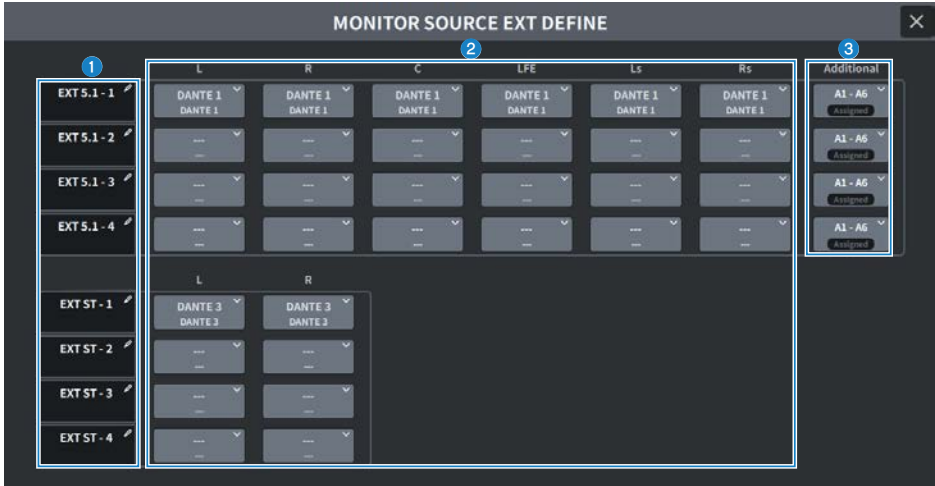 MONITOR SOURCE EXT DEFINE
1 2 3
L R C LFE Ls Rs Additional
EXT 5.1 - 1 DANTE 1 DANTE 1 DANTE 1 DANTE 1 DANTE 1 DANTE 1 A1 - A6
DANTE 1 DANTE 1 DANTE 1 DANTE 1 DANTE 1 DANTE 1 Assigned
EXT 5.1 - 2 --- --- --- --- --- --- A1 - A6
--- --- --- --- --- --- Assigned
EXT 5.1 - 3 --- --- --- --- --- --- A1 - A6
--- --- --- --- --- --- Assigned
EXT 5.1 - 4 --- --- --- --- --- --- A1 - A6
--- --- --- --- --- --- Assigned
L R
EXT ST - 1 DANTE 3 DANTE 3
DANTE 3 DANTE 3
EXT ST - 2 --- ---
--- ---
EXT ST - 3 --- ---
--- ---
EXT ST - 4 --- ---
--- ---